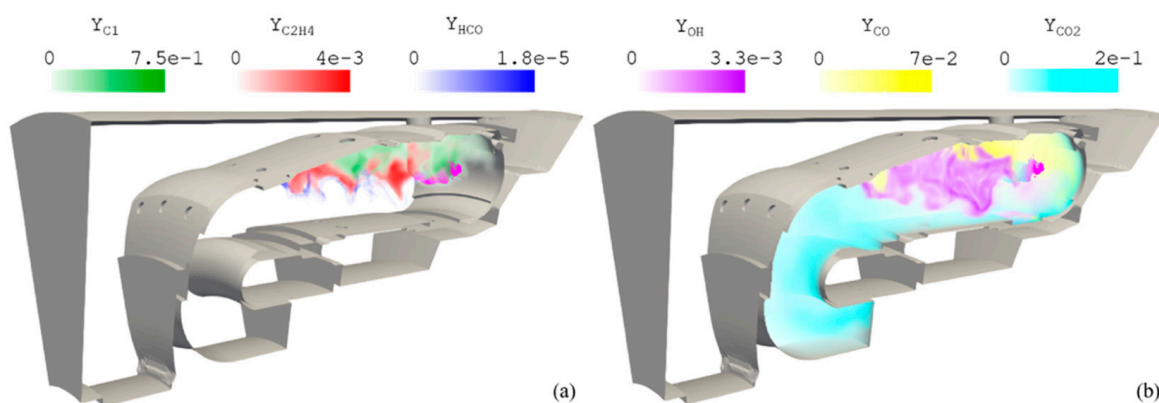 Y_C1 Y_C2H4 Y_HCO Y_OH Y_CO Y_CO2
0 7.5e-1 0 4e-3 0 1.8e-5 0 3.3e-3 0 7e-2 0 2e-1
(a) (b)